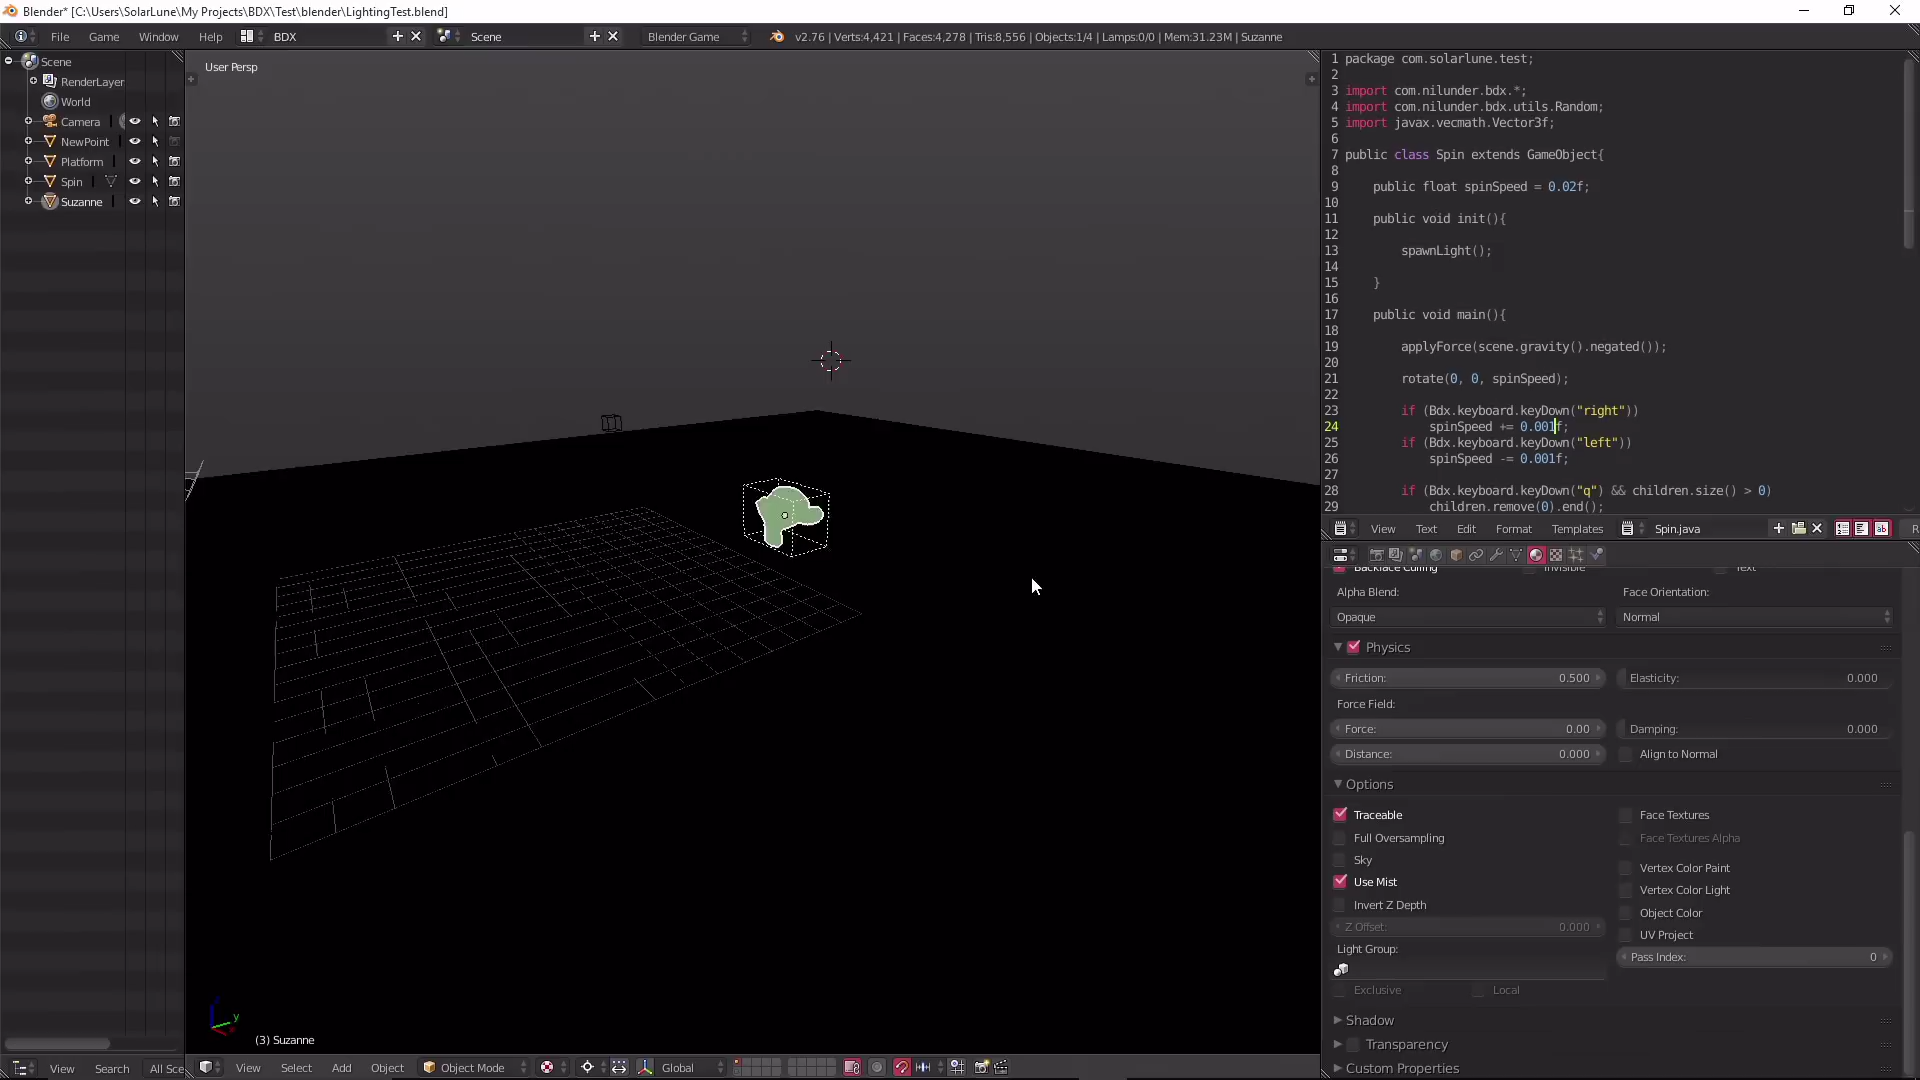 Blender* [C:\Users\SolarLune\My Projects\BDX\Test\blender\LightingTest.blend]
File Game Window Help BDX Scene Blender Game v2.76 | Verts:4,421 | Faces:4,278 | Tris:8,556 | Objects:1/4 | Lamps:0/0 | Mem:31.23M | Suzanne
Scene
RenderLayer
World
Camera
NewPoint
Platform
Spin
Suzanne
User Persp
1 package com.solarlune.test;
2
3 import com.nilunder.bdx.*;
4 import com.nilunder.bdx.utils.Random;
5 import javax.vecmath.Vector3f;
6
7 public class Spin extends GameObject{
8
9 public float spinSpeed = 0.02f;
10
11 public void init(){
12
13 spawnLight();
14
15 }
16
17 public void main(){
18
19 applyForce(scene.gravity().negated());
20
21 rotate(0, 0, spinSpeed);
22
23 if (Bdx.keyboard.keyDown("right"))
24 spinSpeed += 0.001f;
25 if (Bdx.keyboard.keyDown("left"))
26 spinSpeed -= 0.001f;
27
28 if (Bdx.keyboard.keyDown("q") && children.size() > 0)
29 children.remove(0).end();
View Text Edit Format Templates Spin.java R
Backface Culling Invisible Text
Alpha Blend: Face Orientation:
Opaque Normal
Physics
Friction: 0.500 Elasticity: 0.000
Force Field:
Force: 0.00 Damping: 0.000
Distance: 0.000 Align to Normal
Options
Traceable Face Textures
Full Oversampling Face Textures Alpha
Sky
Vertex Color Paint
Use Mist
Vertex Color Light
Invert Z Depth Object Color
Z Offset: 0.000 UV Project
Light Group: Pass Index: 0
Exclusive Local
Shadow
Transparency
Custom Properties
y
(3) Suzanne
View Search All Sce View Select Add Object Object Mode Global